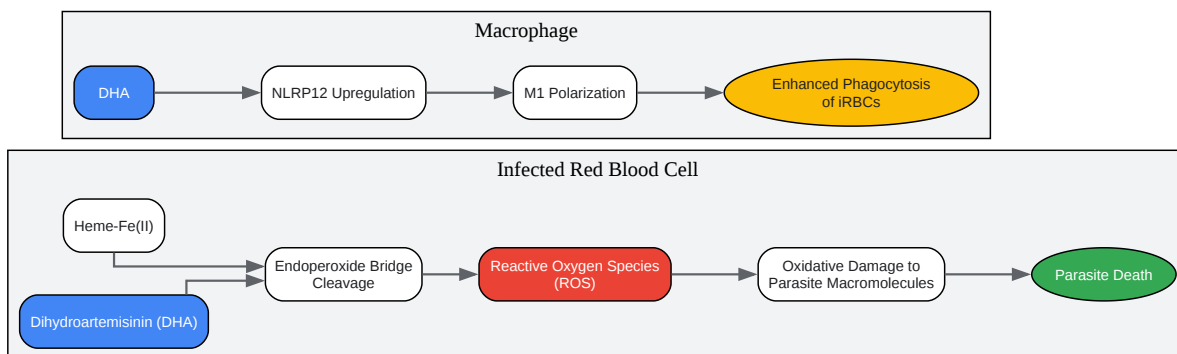 Macrophage
DHA
NLRP12 Upregulation
M1 Polarization
Enhanced Phagocytosis
of iRBCs
Infected Red Blood Cell
Heme-Fe(II)
Dihydroartemisinin (DHA)
Endoperoxide Bridge
Cleavage
Reactive Oxygen Species
(ROS)
Oxidative Damage to
Parasite Macromolecules
Parasite Death